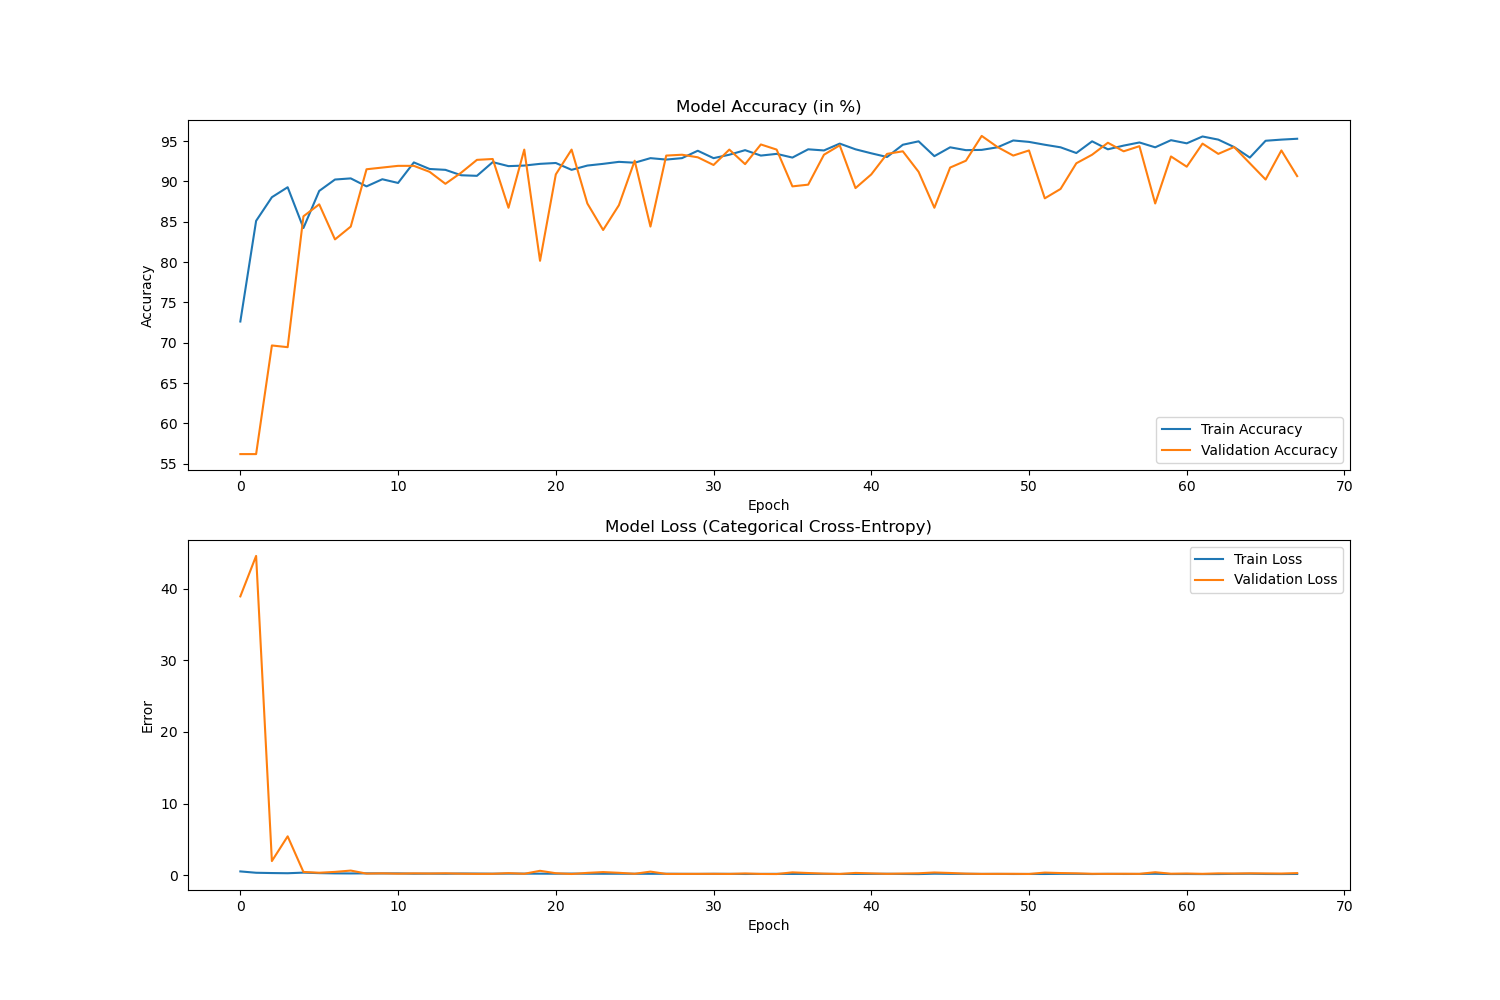 Model Accuracy (in %)
95
90
85
80
75
70
65
60
55
Accuracy
Train Accuracy
Validation Accuracy
0 10 20 30 40 50 60 70
Epoch
Model Loss (Categorical Cross-Entropy)
Train Loss
Validation Loss
40
30
20
10
0
Error
0 10 20 30 40 50 60 70
Epoch